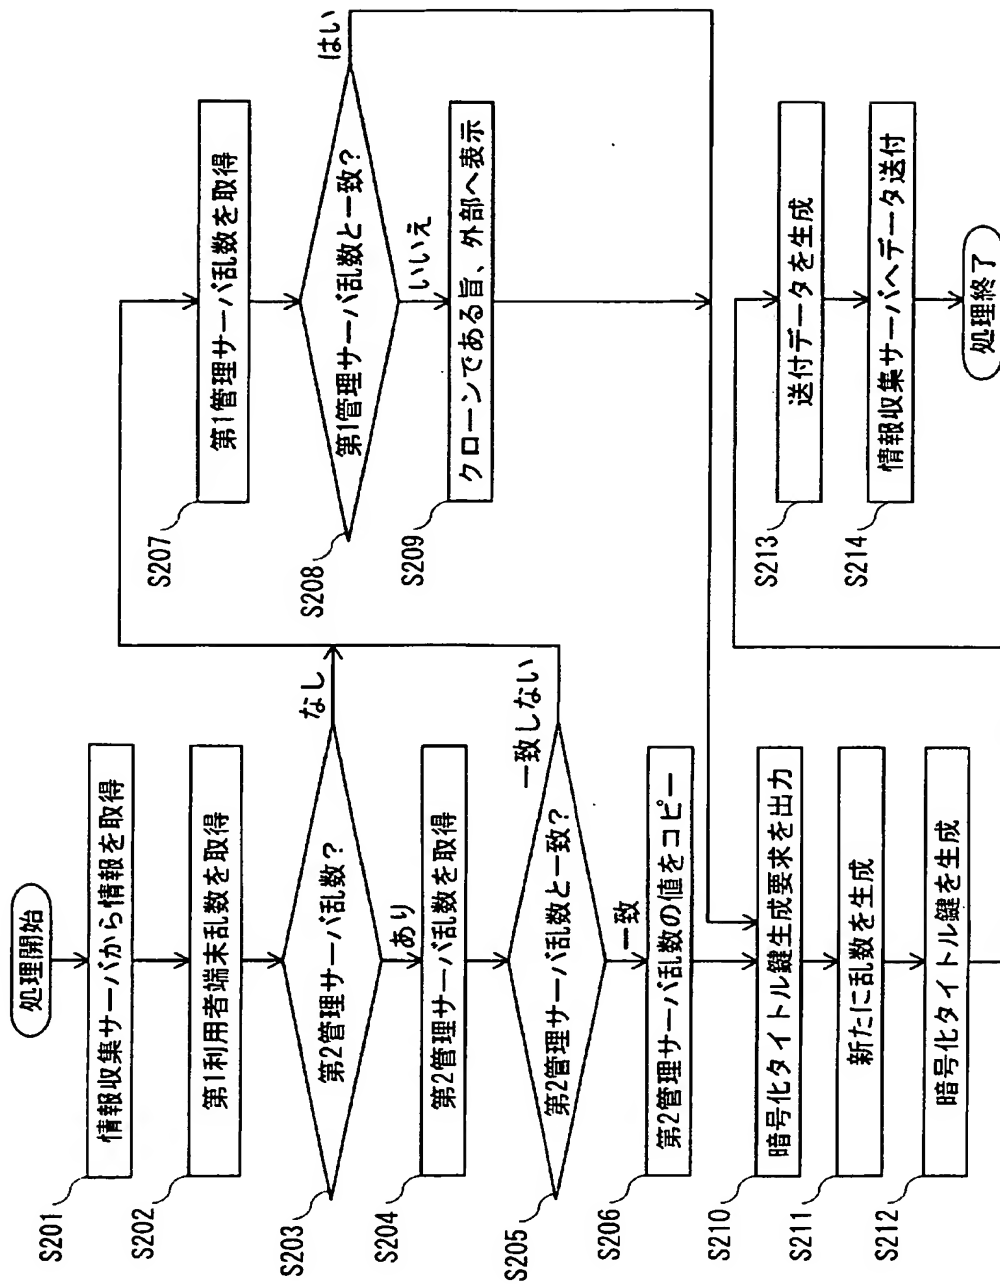 処理開始
S201
情報収集サーバから情報を取得
S202
第1利用者端末乱数を取得
S203
第2管理サーバ乱数?
なし
あり
S204
第2管理サーバ乱数を取得
S205
第2管理サーバ乱数と一致?
一致しない
一致
S206
第2管理サーバ乱数の値をコピー
S210
暗号化タイトル鍵生成要求を出力
S211
新たに乱数を生成
S212
暗号化タイトル鍵を生成
S207
第1管理サーバ乱数を取得
S208
第1管理サーバ乱数と一致?
はい
いいえ
S209
クローンである旨、外部へ表示
S213
送付データを生成
S214
情報収集サーバへデータ送付
処理終了